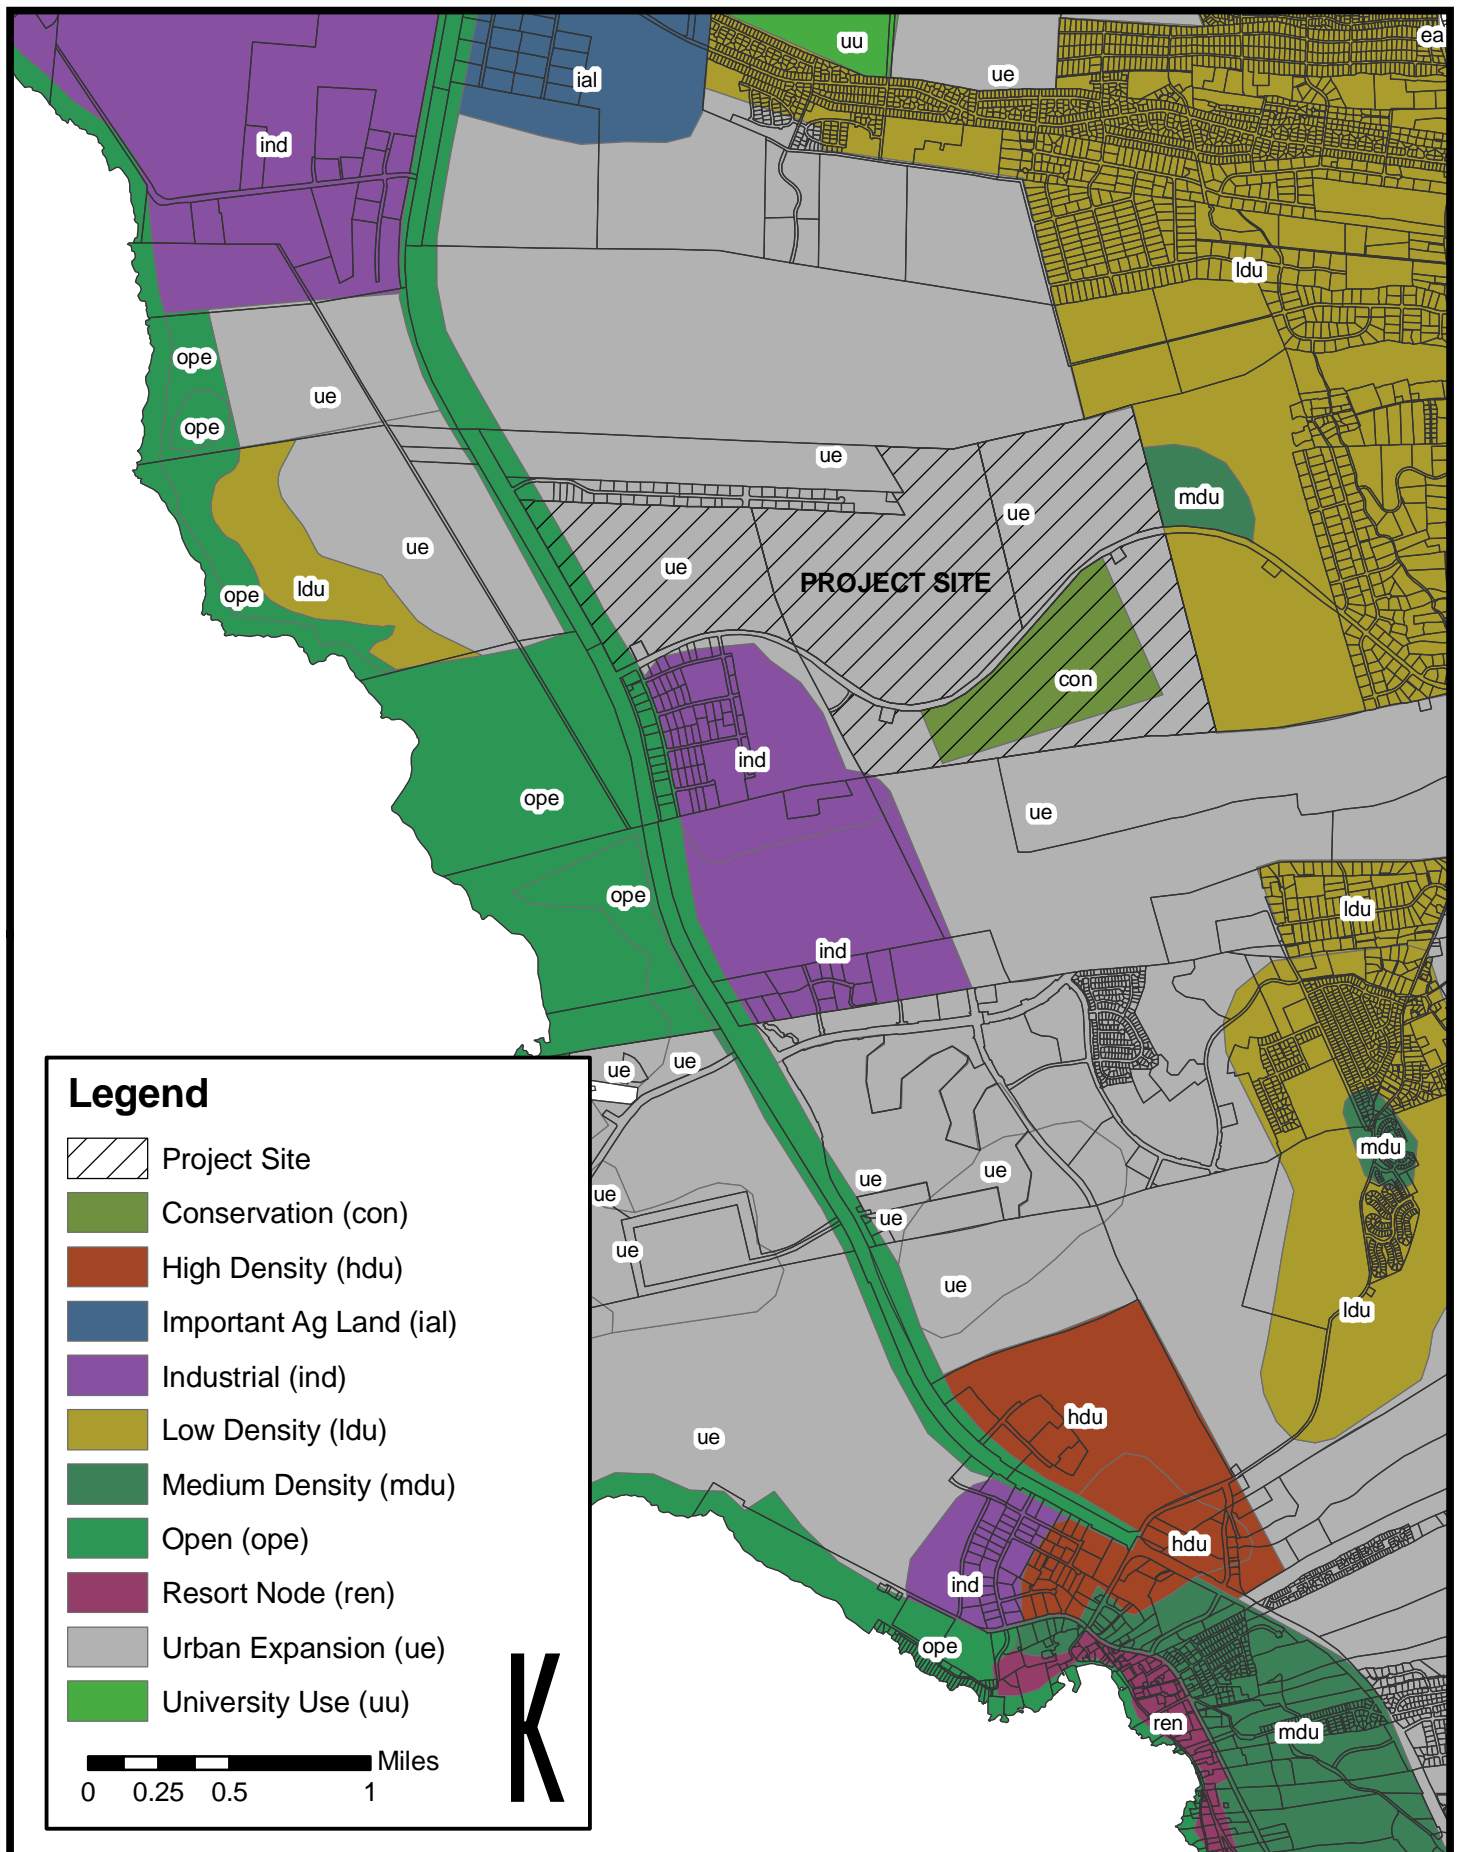 uu
ea
ue
ial
ind
ldu
ope
ue
ope
ue
mdu
ue
ue
ue
PROJECT SITE
ope
ldu
con
ind
ope
ue
ope
ldu
ind
ue
ue
mdu
ue
ue
ue
ue
ue
ue
ldu
hdu
ue
hdu
ind
ope
ren
mdu
Legend
Project Site
Conservation (con)
High Density (hdu)
Important Ag Land (ial)
Industrial (ind)
Low Density (ldu)
Medium Density (mdu)
Open (ope)
Resort Node (ren)
Urban Expansion (ue)
University Use (uu)
Miles
0 0.25 0.5 1